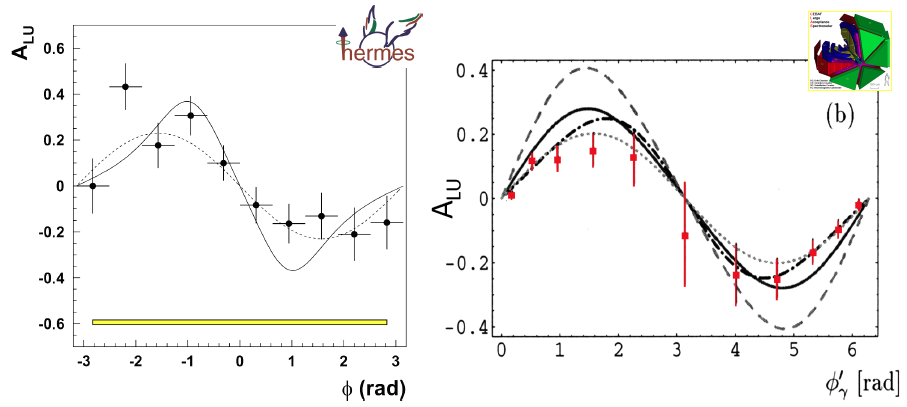 A_LU
hermes
0.6
0.4
0.2
0
-0.2
-0.4
-0.6
-3 -2 -1 0 1 2 3
ϕ (rad)
CEBAF
Large
Acceptance
Spectrometer
(b)
A_LU
0.4
0.2
0
-0.2
-0.4
0 1 2 3 4 5 6
ϕ′_γ [rad]